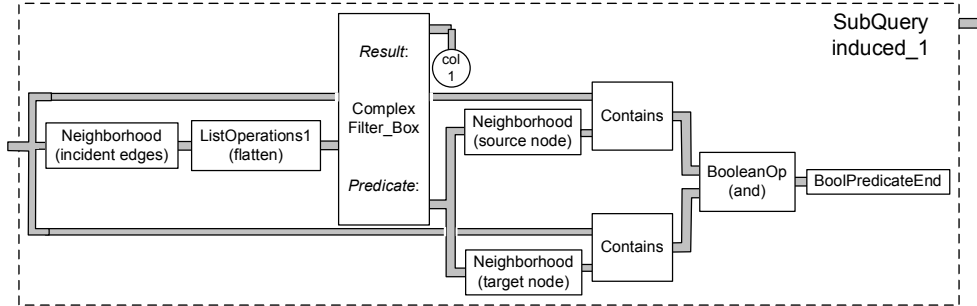 SubQuery
induced_1
Result:
col
1
Complex
Filter_Box
Predicate:
Neighborhood
(incident edges)
ListOperations1
(flatten)
Neighborhood
(source node)
Contains
Neighborhood
(target node)
Contains
BooleanOp
(and)
BoolPredicateEnd